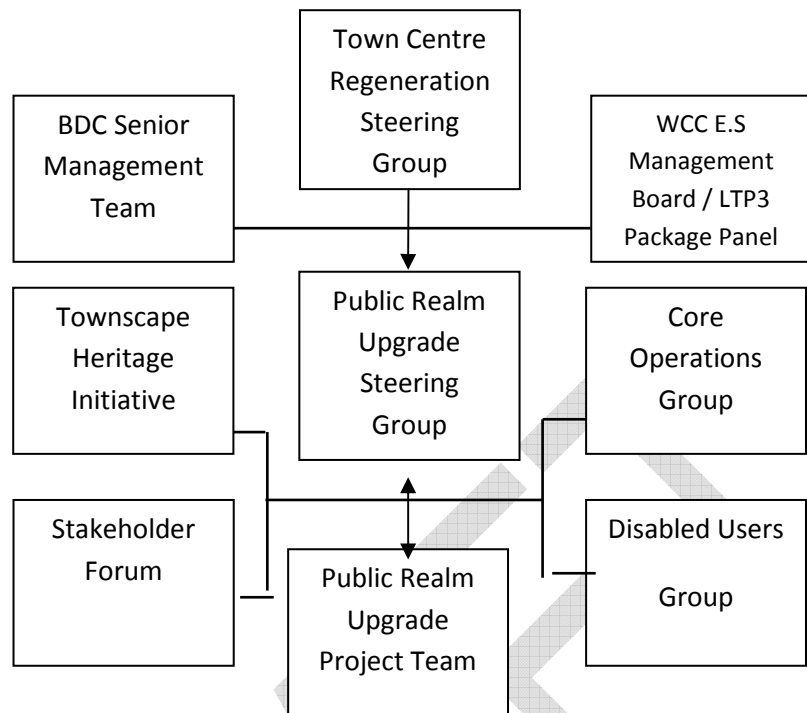 Town Centre
Regeneration
Steering
Group
BDC Senior
Management
Team
WCC E.S
Management
Board / LTP3
Package Panel
Townscape
Heritage
Initiative
Public Realm
Upgrade
Steering
Group
Core
Operations
Group
Stakeholder
Forum
Public Realm
Upgrade
Project Team
Disabled Users
Group